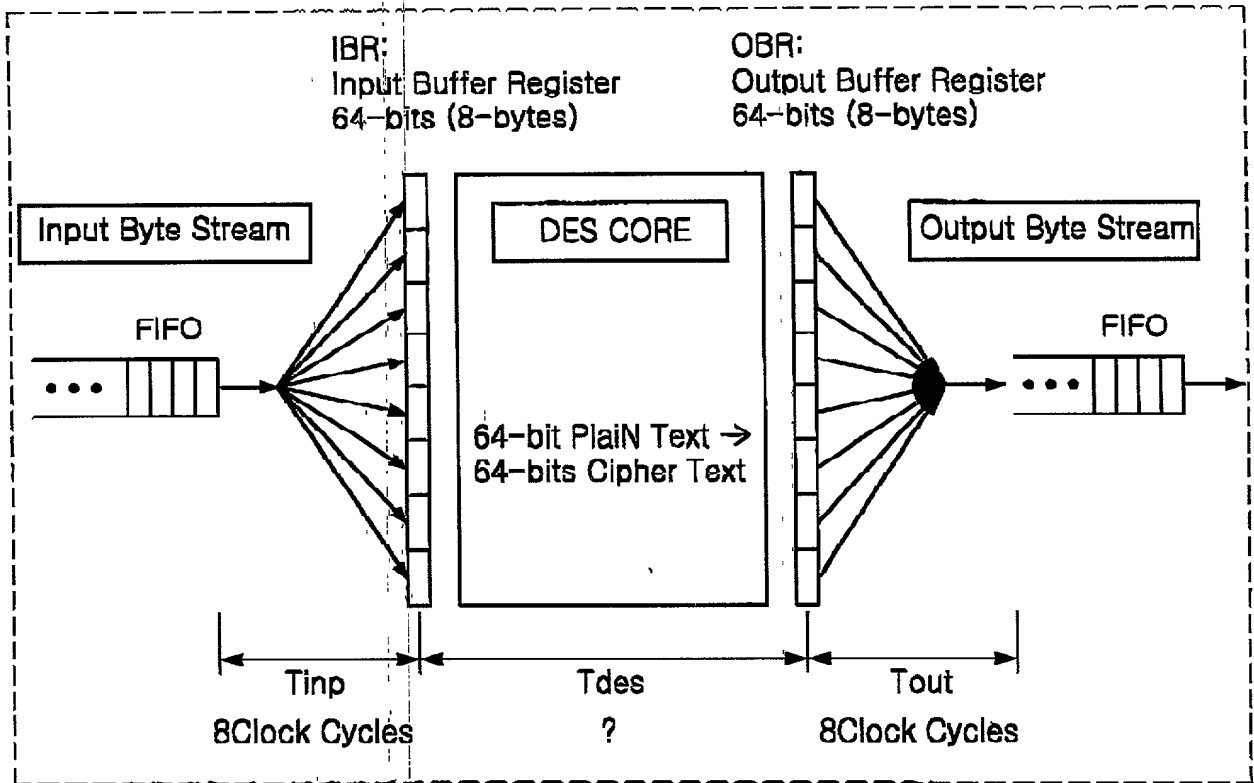 IBR:
Input Buffer Register
64-bits (8-bytes)
OBR:
Output Buffer Register
64-bits (8-bytes)
Input Byte Stream
DES CORE
Output Byte Stream
FIFO
FIFO
64-bit PlaiN Text →
64-bits Cipher Text
Tinp
Tdes
Tout
8Clock Cycles
?
8Clock Cycles